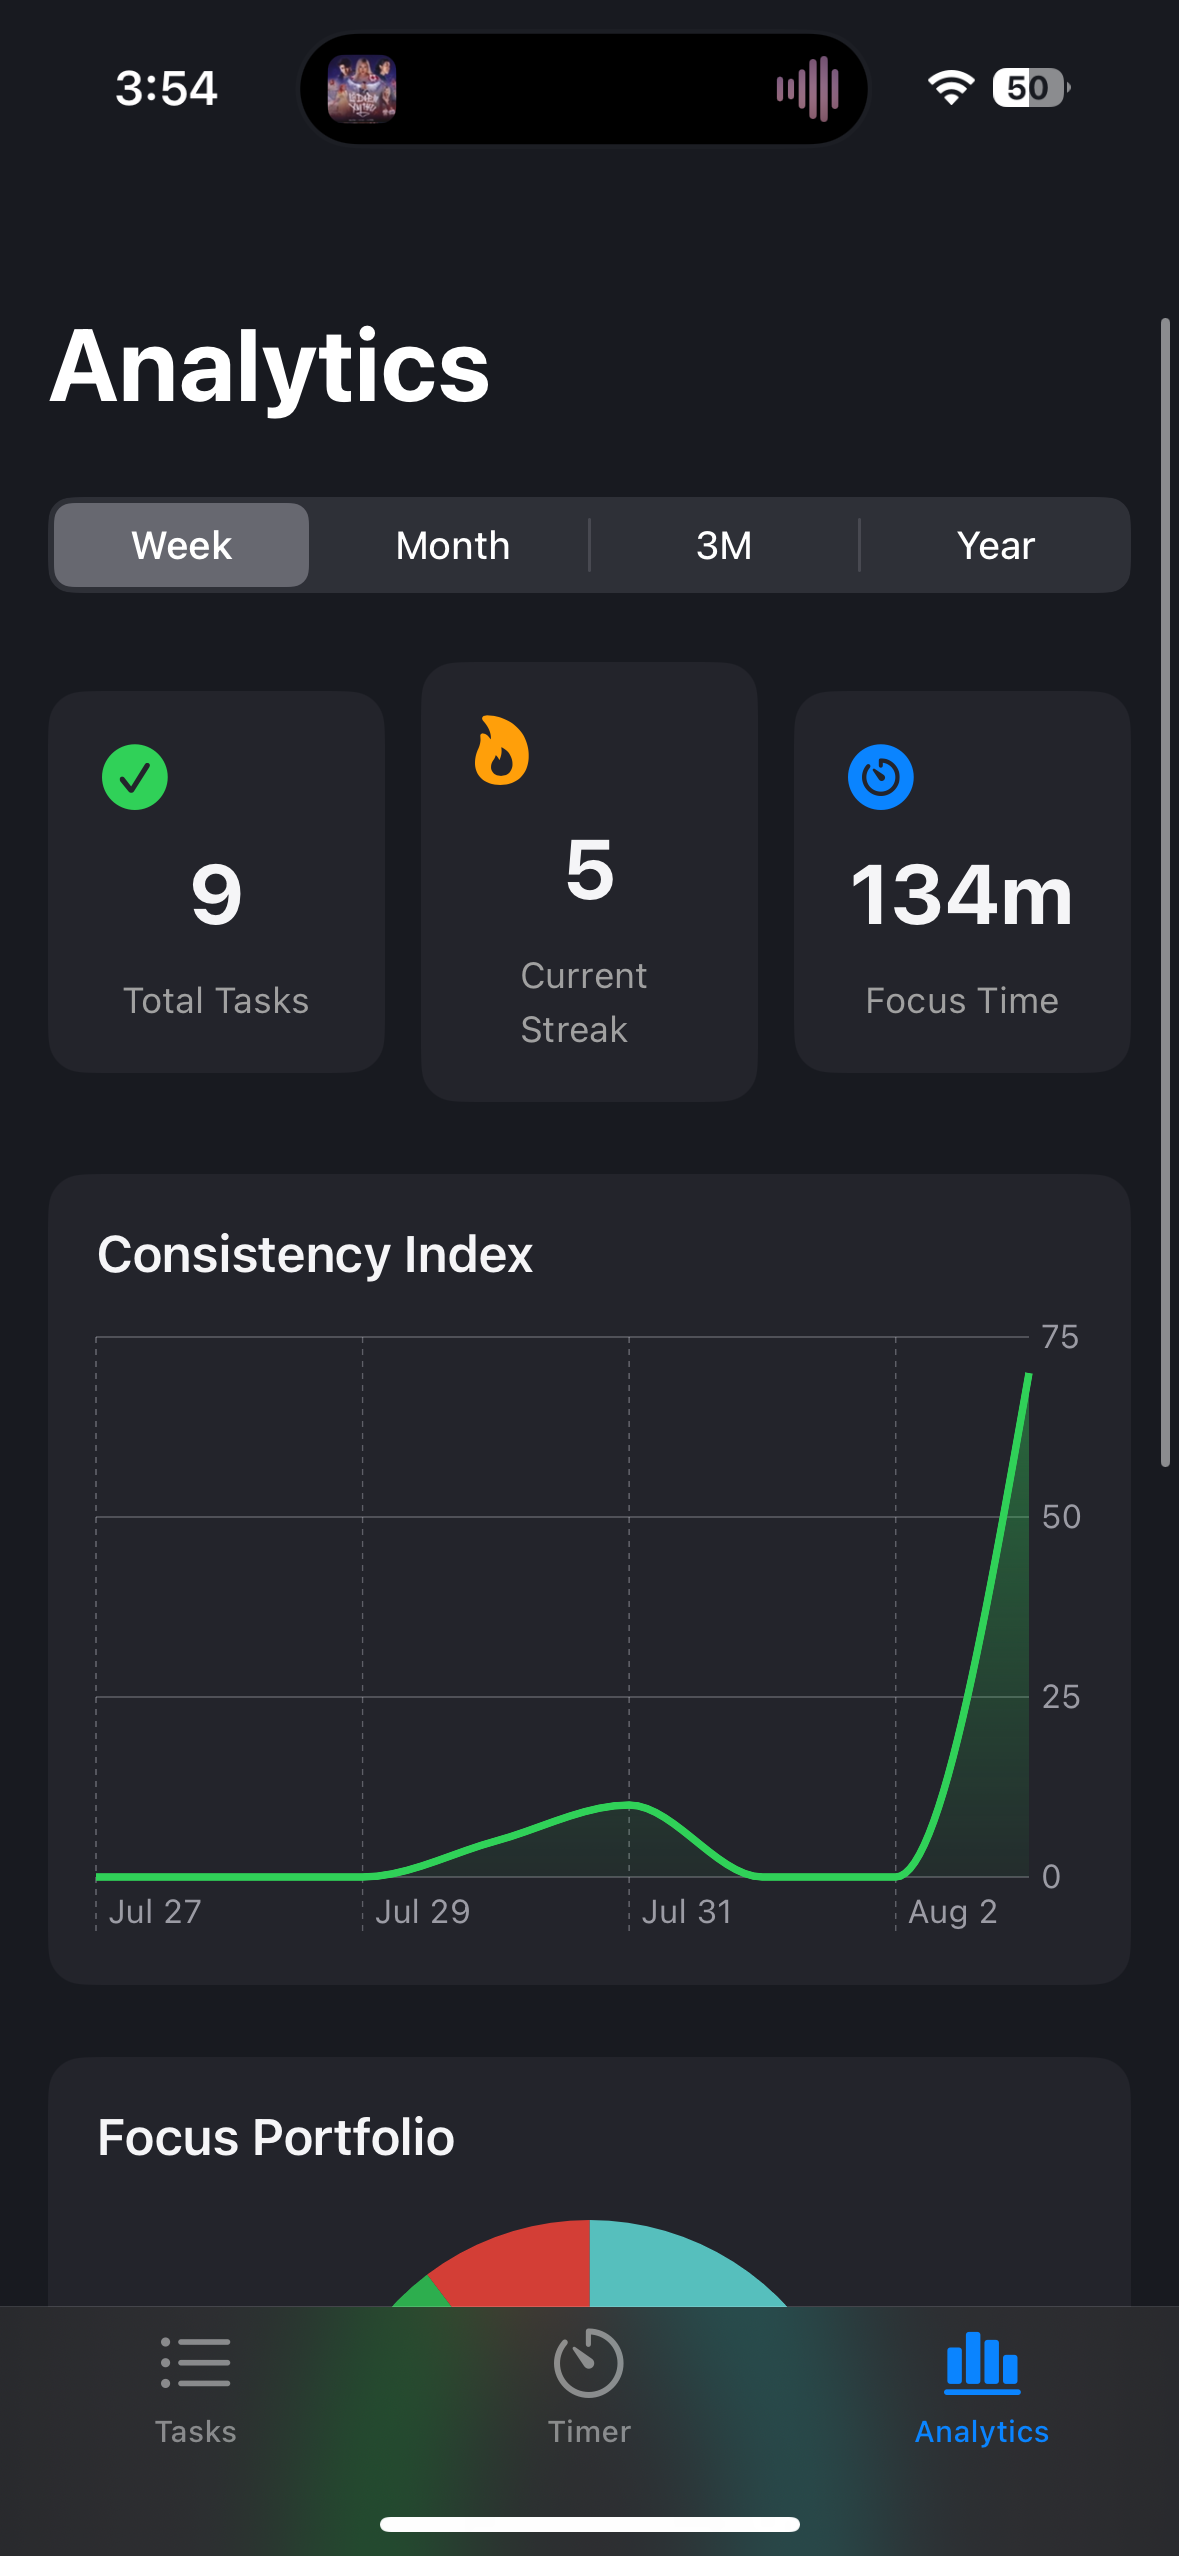 3:54
50
Analytics
Week Month 3M Year
9
Total Tasks
5
Current
Streak
134m
Focus Time
Consistency Index
75
50
25
0
Jul 27 Jul 29 Jul 31 Aug 2
Focus Portfolio
Tasks Timer Analytics